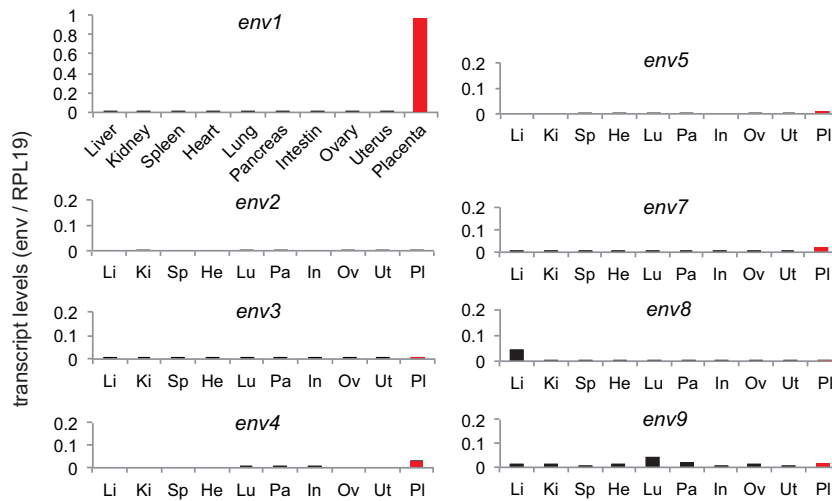 transcript levels (env / RPL19)
env1
1
0.8
0.6
0.4
0.2
0
Liver Kidney Spleen Heart Lung Pancreas Intestin Ovary Uterus Placenta
env2
0.2
0.1
0
Li Ki Sp He Lu Pa In Ov Ut Pl
env3
0.2
0.1
0
Li Ki Sp He Lu Pa In Ov Ut Pl
env4
0.2
0.1
0
Li Ki Sp He Lu Pa In Ov Ut Pl
env5
0.2
0.1
0
Li Ki Sp He Lu Pa In Ov Ut Pl
env7
0.2
0.1
0
Li Ki Sp He Lu Pa In Ov Ut Pl
env8
0.2
0.1
0
Li Ki Sp He Lu Pa In Ov Ut Pl
env9
0.2
0.1
0
Li Ki Sp He Lu Pa In Ov Ut Pl